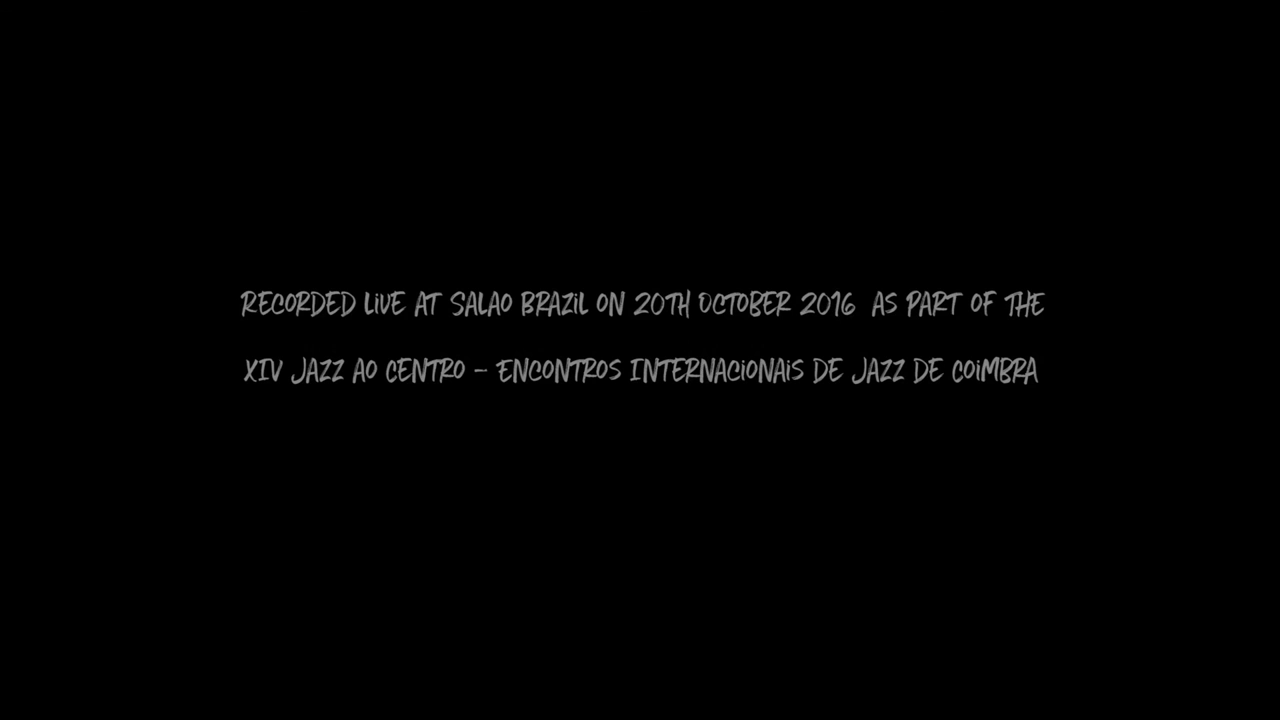 RECORDED LIVE AT SALAO BRAZIL ON 20TH OCTOBER 2016 AS PART OF THE
XIV JAZZ AO CENTRO - ENCONTROS INTERNACIONAIS DE JAZZ DE COIMBRA